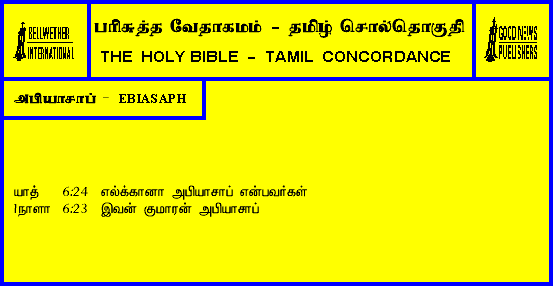 BELLWETHER
INTERNATIONAL
பரிசுத்த வேதாகமம் - தமிழ் சொல்தொகுதி
THE HOLY BIBLE - TAMIL CONCORDANCE
GOOD NEWS
PUBLISHERS
அபியாசாப் - EBIASAPH
யாத் 6:24 எல்க்கானா அபியாசாப் என்பவர்கள்
1நாளா 6:23 இவன் குமாரன் அபியாசாப்